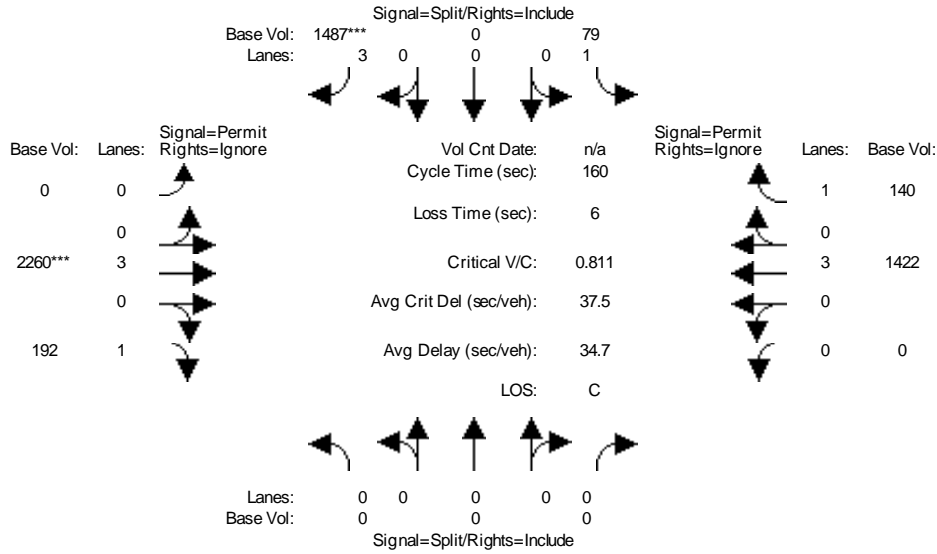 Signal=Split/Rights=Include
Base Vol: 1487*** 0 79
Lanes: 3 0 0 0 1
Signal=Permit
Base Vol: Lanes: Rights=Ignore
Vol Cnt Date: n/a
Signal=Permit
Rights=Ignore Lanes: Base Vol:
0 0
Cycle Time (sec): 160
1 140
0
Loss Time (sec): 6
0
2260*** 3
Critical V/C: 0.811
3 1422
0
Avg Crit Del (sec/veh): 37.5
0
192 1
Avg Delay (sec/veh): 34.7
0 0
LOS: C
Lanes: 0 0 0 0 0
Base Vol: 0 0 0
Signal=Split/Rights=Include